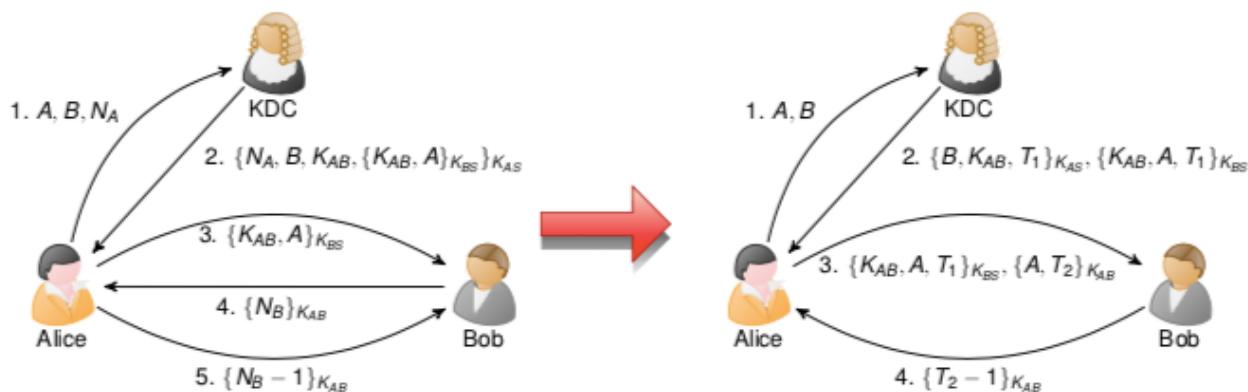 KDC
1. A, B, N_A
2. {N_A, B, K_AB, {K_AB, A}_K_BS}_K_AS
3. {K_AB, A}_K_BS
4. {N_B}_K_AB
Alice
Bob
5. {N_B − 1}_K_AB
KDC
1. A, B
2. {B, K_AB, T_1}_K_AS, {K_AB, A, T_1}_K_BS
3. {K_AB, A, T_1}_K_BS, {A, T_2}_K_AB
Alice
Bob
4. {T_2 − 1}_K_AB